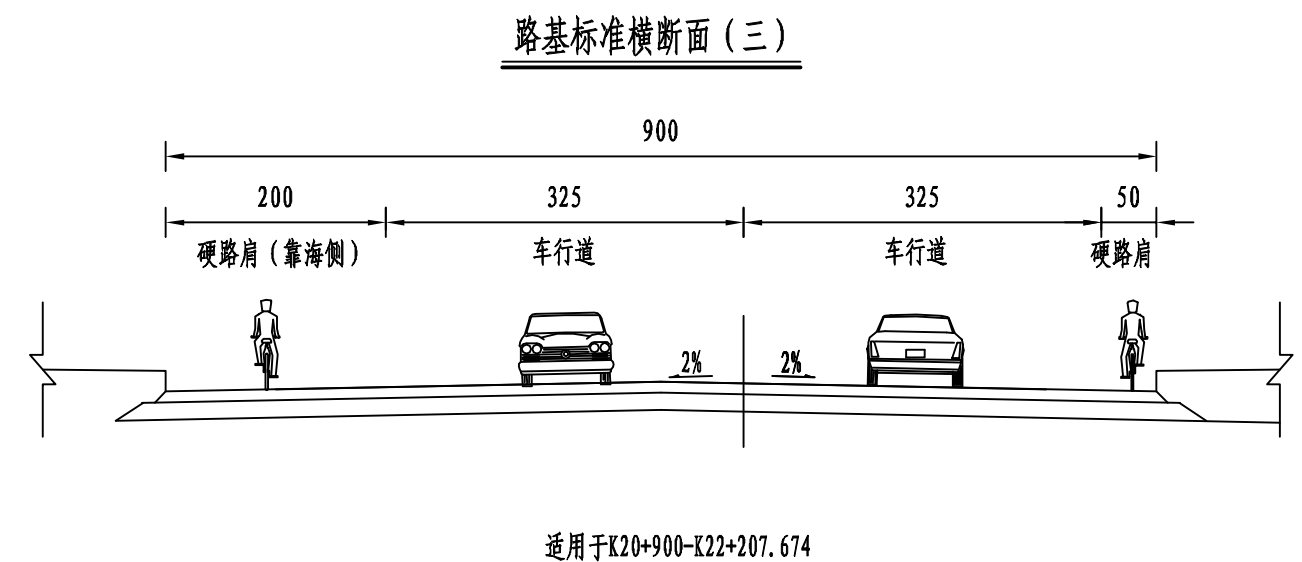 路基标准横断面（三）
900
200 325 325 50
硬路肩（靠海侧） 车行道 车行道 硬路肩
2% 2%
适用于K20+900-K22+207.674